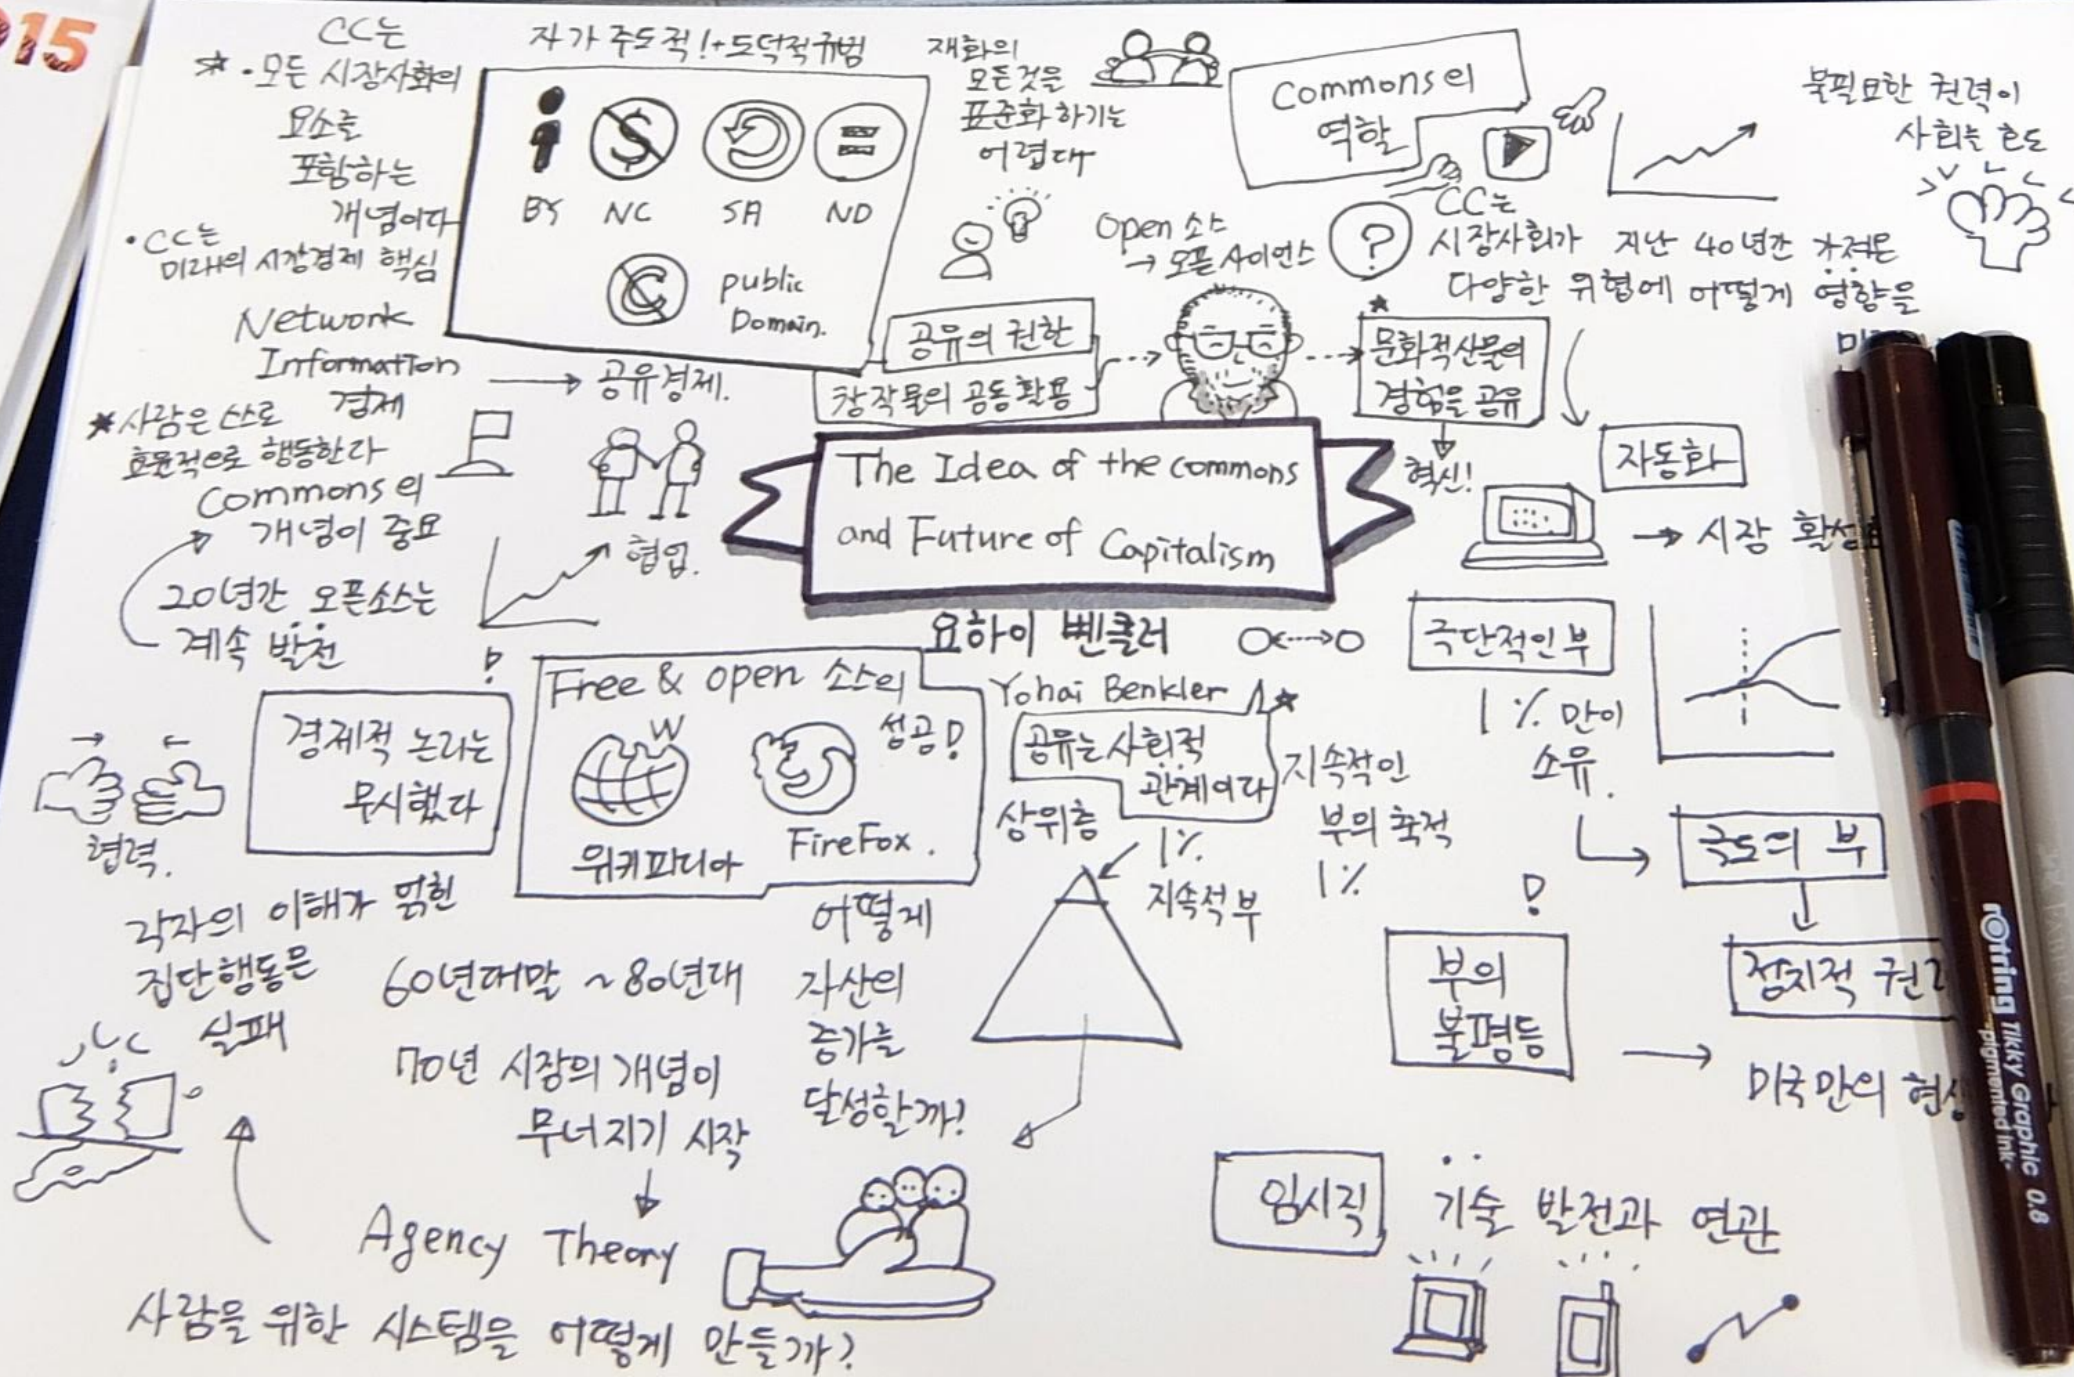 15
CC는
· 모든 시장사회의
요소를
포함하는
개념이다
· CC는
미래의 시장경제 핵심
자가 주도적!+도덕적규범
BY NC SA ND
public
Domain.
재화의
모든것을
표준화 하기는
어렵다
Commons의
역할
불필요한 권력이
사회는 흔도
Open 소스
→ 오픈 사이언스
?
CC는
시장사회가 지난 40년간 가져온
다양한 위협에 어떻게 영향을
Network
Information
경제
→ 공유경제.
사람은 스스로
효율적으로 행동한다
Commons의
개념이 중요
20년간 오픈소스는
계속 발전
협업.
공유의 권한
창작물의 공동활용
문화적산물의
경험을 공유
혁신!
자동화
→ 시장
The Idea of the commons
and Future of Capitalism
요하이 벤클러
Yohai Benkler
극단적인 부
1% 만이
소유.
극도의 부
정치적
미국만의
!
경제적 논리는
무시했다
협력.
각자의 이해가 얽힌
집단행동은
실패
Free & open 소스의
성공!
W
위키피디아
FireFox.
공유는 사회적
관계이다
상위층
1%
지속적 부
지속적인
부의 축적
1%
!
부의
불평등
어떻게
자산의
증가를
달성할까!
60년대말 ~ 80년대
70년 시장의 개념이
무너지기 시작
Agency Theory
사람을 위한 시스템을 어떻게 만들까?
임시직
기술 발전과 연관
rotring Tikky Graphic 0.8
pigmented ink